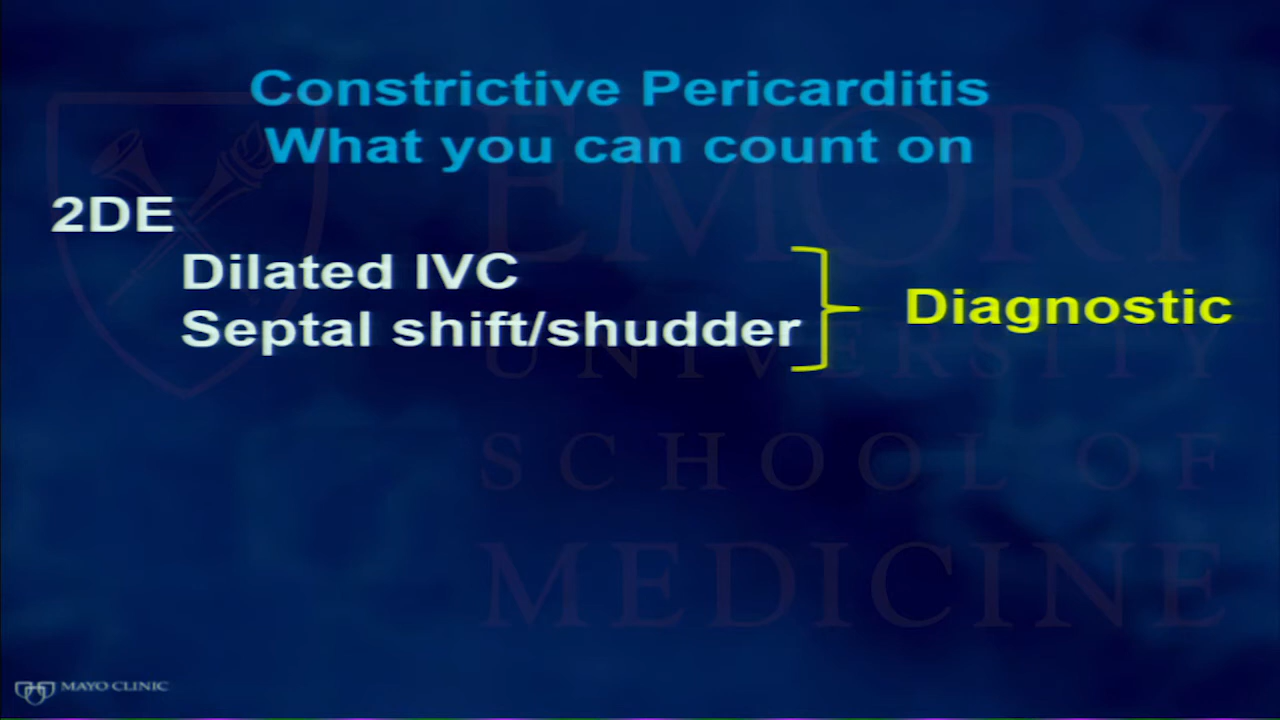 Constrictive Pericarditis
What you can count on
2DE
Dilated IVC
Septal shift/shudder
Diagnostic
EMORY
UNIVERSITY
SCHOOL OF
MEDICINE
MAYO CLINIC